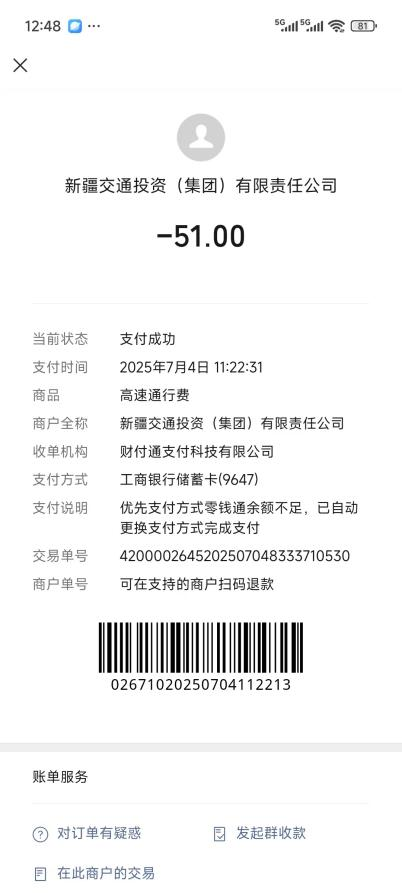 12:48
5G 5G 81
新疆交通投资（集团）有限责任公司
-51.00
当前状态 支付成功
支付时间 2025年7月4日 11:22:31
商品 高速通行费
商户全称 新疆交通投资（集团）有限责任公司
收单机构 财付通支付科技有限公司
支付方式 工商银行储蓄卡(9647)
支付说明 优先支付方式零钱通余额不足，已自动
更换支付方式完成支付
交易单号 4200002645202507048333710530
商户单号 可在支持的商户扫码退款
02671020250704112213
账单服务
对订单有疑惑 发起群收款
在此商户的交易